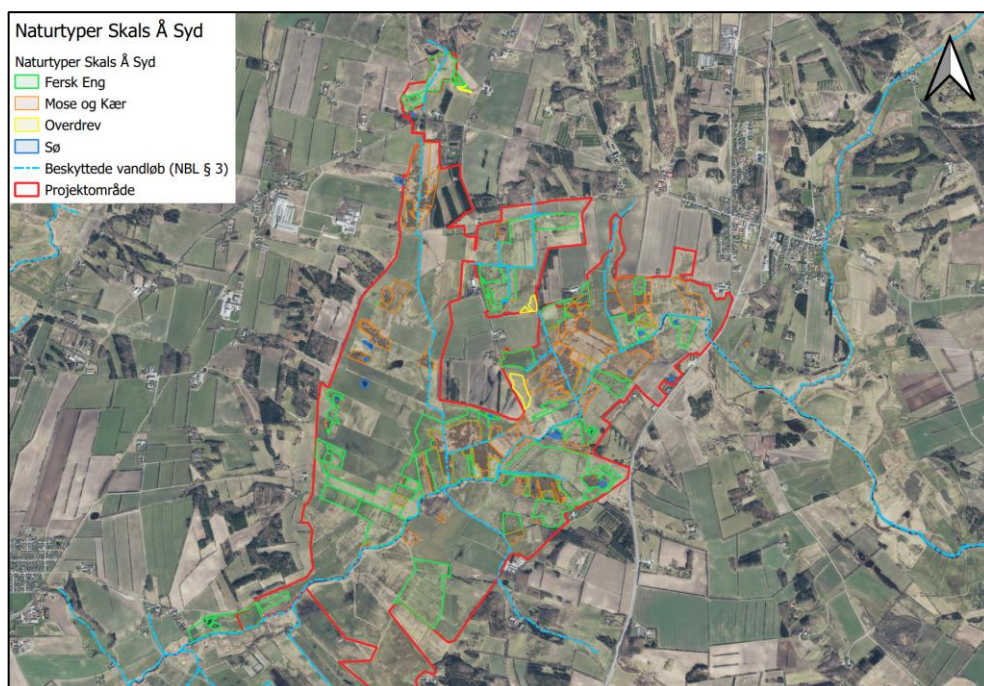 Naturtyper Skals Å Syd
Naturtyper Skals Å Syd
Fersk Eng
Mose og Kær
Overdrev
Sø
Beskyttede vandløb (NBL § 3)
Projektområde